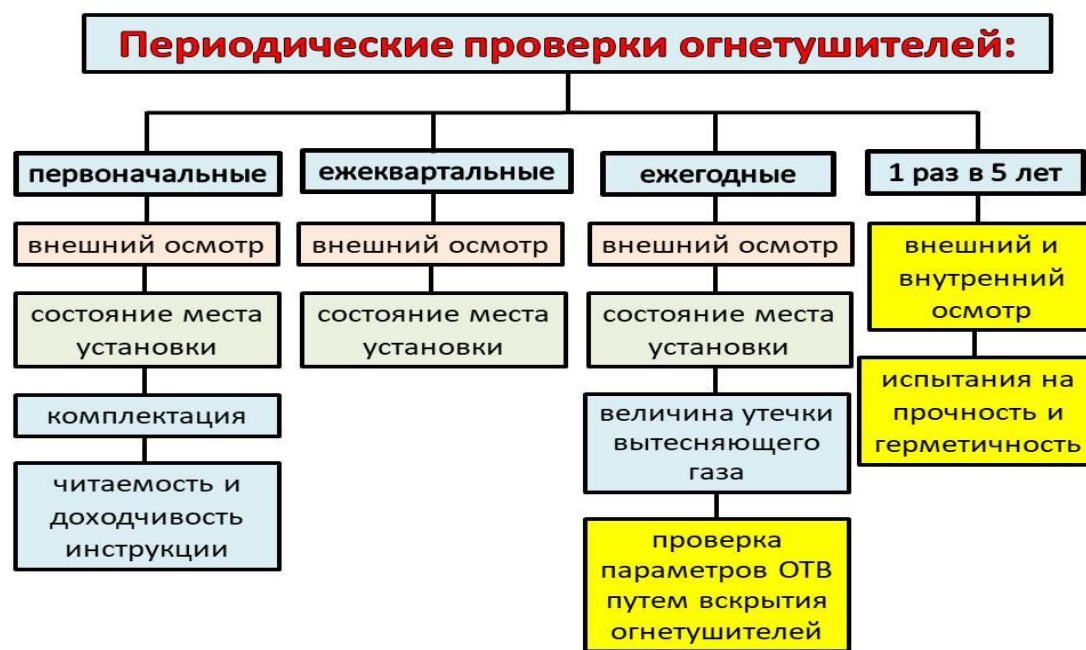 Периодические проверки огнетушителей:
первоначальные
внешний осмотр
состояние места
установки
комплектация
читаемость и
доходчивость
инструкции
ежеквартальные
внешний осмотр
состояние места
установки
ежегодные
внешний осмотр
состояние места
установки
величина утечки
вытесняющего
газа
проверка
параметров ОТВ
путем вскрытия
огнетушителей
1 раз в 5 лет
внешний и
внутренний
осмотр
испытания на
прочность и
герметичность